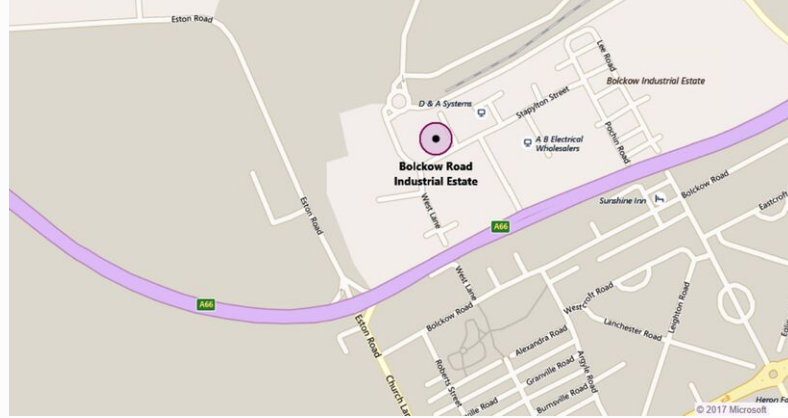 Eston Road
Lee Road
Bolckow Industrial Estate
D & A Systems
Stapylton Street
A B Electrical
Wholesalers
Pochin Road
Bolckow Road
Industrial Estate
West Lane
Sunshine Inn
Bolckow Road
Eastcroft
Eston Road
A66
West Lane
A66
Westcroft Road
Leighton Road
Lanchester Road
Bolckow Road
Eston Road
Alexandra Road
Argyle Road
Roberts Street
Granville Road
Church Lane
ville Road
Burnsville Road
Heron Fo
© 2017 Microsoft